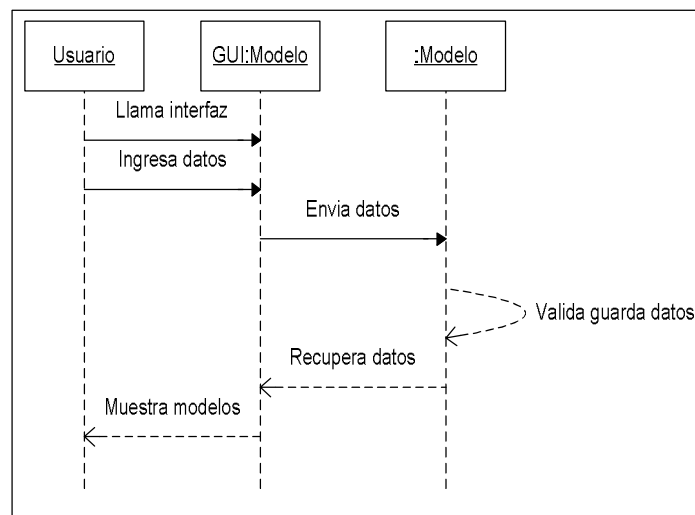 Usuario
GUI:Modelo
:Modelo
Llama interfaz
Ingresa datos
Envia datos
Valida guarda datos
Recupera datos
Muestra modelos